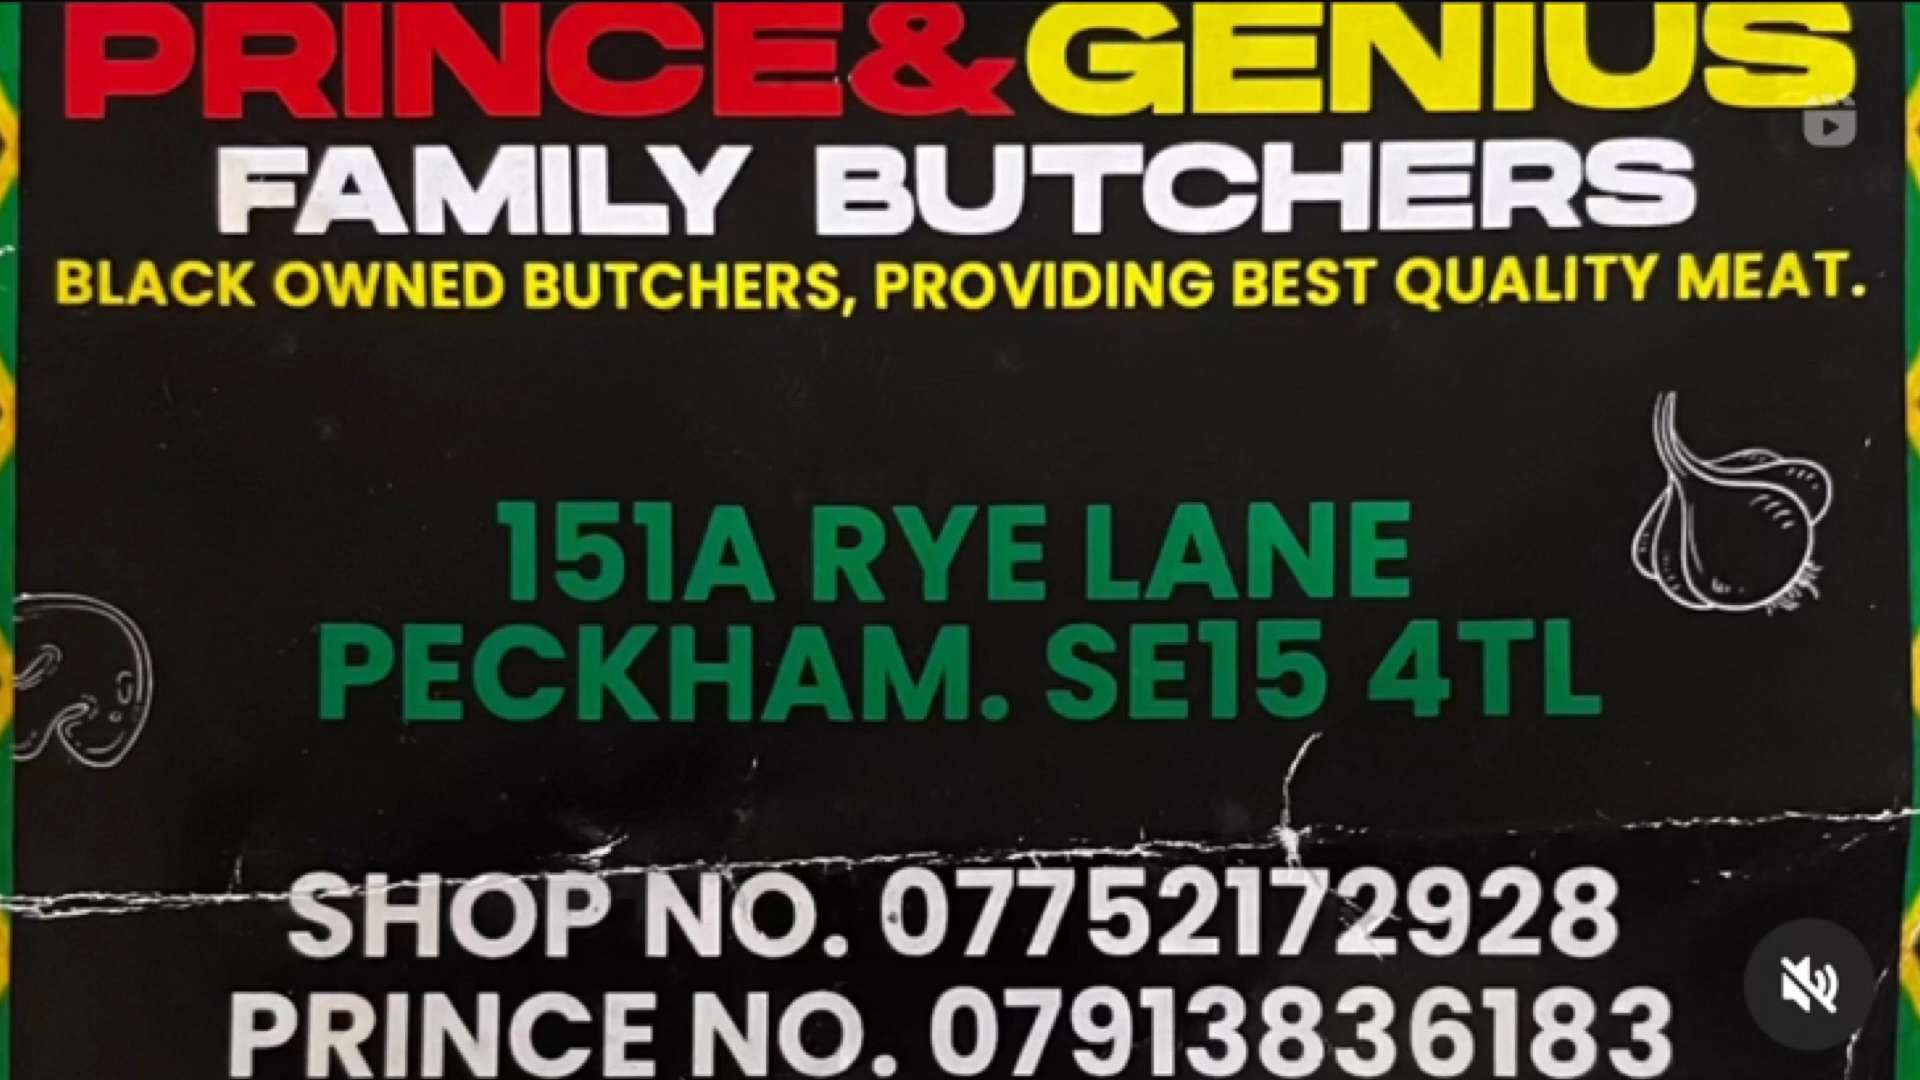 PRINCE&GENIUS
FAMILY BUTCHERS
BLACK OWNED BUTCHERS, PROVIDING BEST QUALITY MEAT.
151A RYE LANE
PECKHAM. SE15 4TL
SHOP NO. 07752172928
PRINCE NO. 07913836183